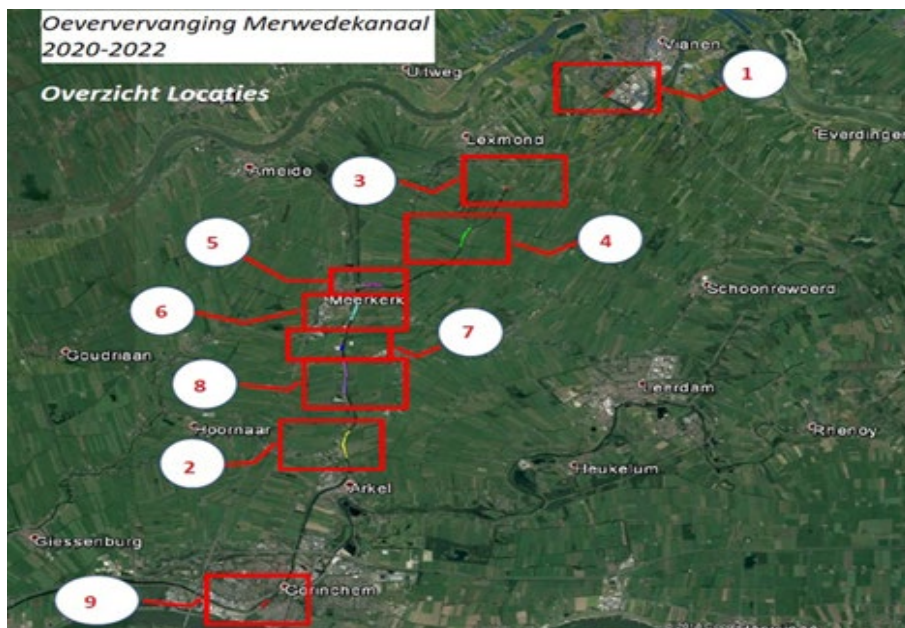 Oeververvanging Merwedekanaal
2020-2022
Overzicht Locaties
Vianen
1
Uitweg
Everdingen
Lexmond
Ameide
3
5
4
Meerkerk
Schoonrewoerd
6
7
Goudriaan
8
Leerdam
Hoornaar
Rhenoy
2
Heukelum
Arkel
Giessenburg
Gorinchem
9